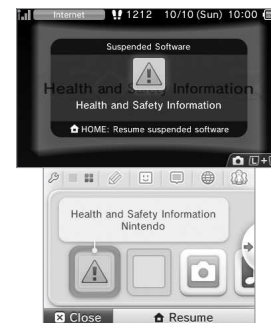 Internet 1212 10/10 (Sun) 10:00
Suspended Software
Health and Safety Information
Health and Safety Information
HOME: Resume suspended software
L+
Health and Safety Information
Nintendo
Close Resume